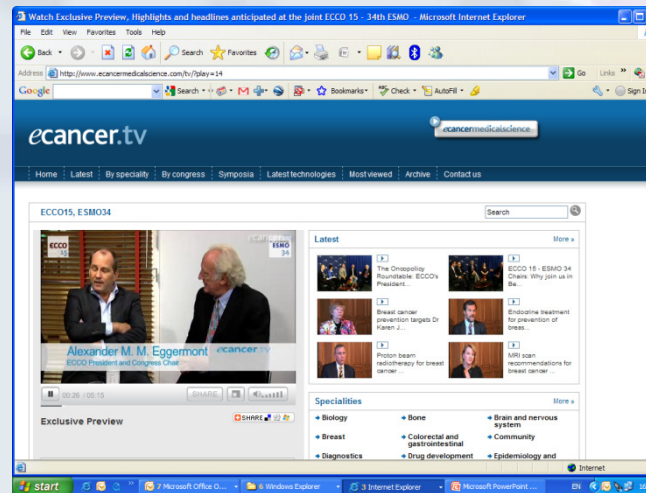 Watch Exclusive Preview, Highlights and headlines anticipated at the joint ECCO 15 - 34th ESMO - Microsoft Internet Explorer
File Edit View Favorites Tools Help
Back Search Favorites
Address http://www.ecancermedicalscience.com/tv/?play=14 Go Links »
Google Search Bookmarks Check AutoFill Sign In
ecancer.tv
ecancermedicalscience
Home Latest By speciality By congress Symposia Latest technologies Most viewed Archive Contact us
ECCO15, ESMO34
Search
ECCO 15
ecancer.tv
ESMO 34
Alexander M. M. Eggermont
ECCO President and Congress Chair
ecancer.tv
00:26 / 05:15
SHARE
Exclusive Preview
SHARE
Latest
More »
The Oncopolicy Roundtable: ECCO's President...
ECCO 15 - ESMO 34 Chairs: Why join us in Be...
Breast cancer prevention targets Dr Karen J...
Endocrine treatment for prevention of breas...
Proton beam radiotherapy for breast cancer ...
MRI scan recommendations for breast cancer ...
Specialities
More »
Biology
Bone
Brain and nervous system
Breast
Colorectal and gastrointestinal
Community
Diagnostics
Drug development
Epidemiology and
Internet
start
7 Microsoft Office O...
6 Windows Explorer
3 Internet Explorer
Microsoft PowerPoint ...
EN